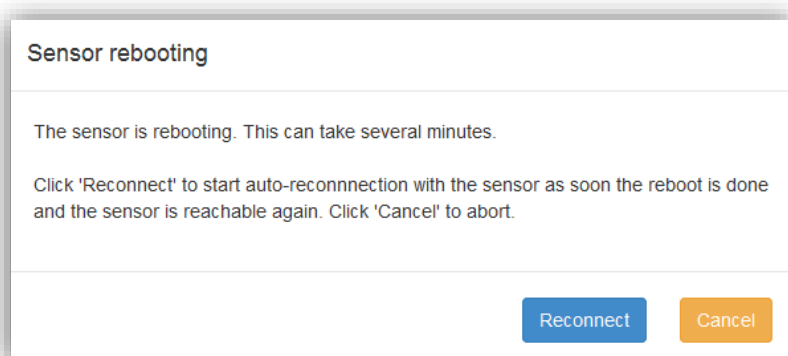 Sensor rebooting
The sensor is rebooting. This can take several minutes.
Click 'Reconnect' to start auto-reconnnection with the sensor as soon the reboot is done
and the sensor is reachable again. Click 'Cancel' to abort.
Reconnect
Cancel